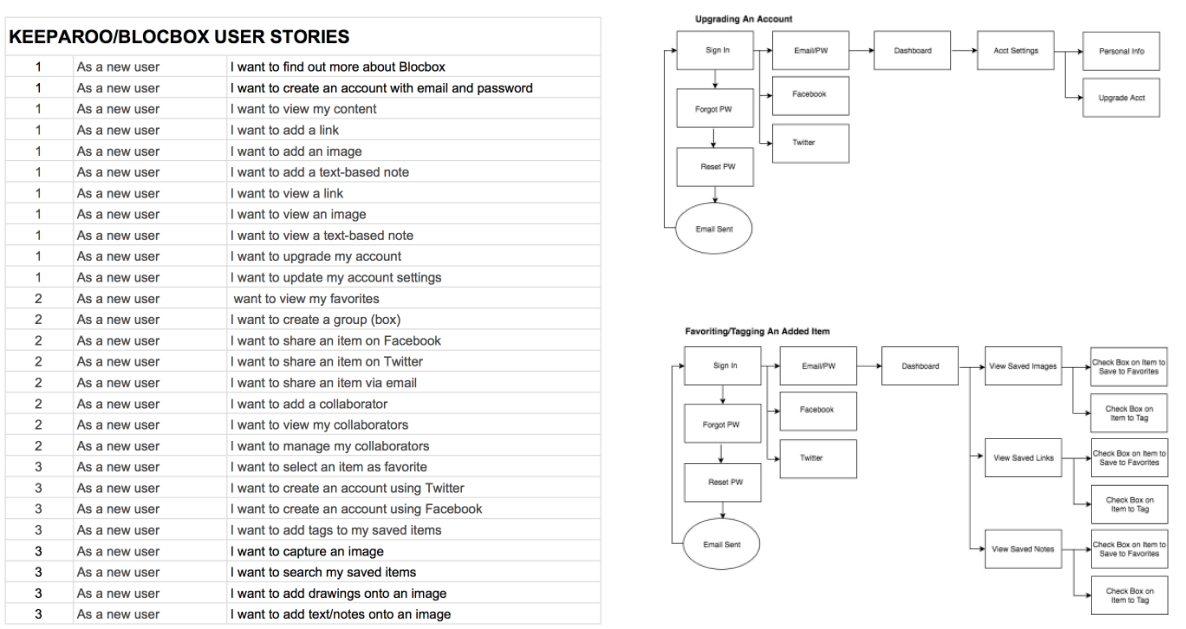 KEEPAROO/BLOCBOX USER STORIES
1 As a new user I want to find out more about Blocbox
1 As a new user I want to create an account with email and password
1 As a new user I want to view my content
1 As a new user I want to add a link
1 As a new user I want to add an image
1 As a new user I want to add a text-based note
1 As a new user I want to view a link
1 As a new user I want to view an image
1 As a new user I want to view a text-based note
1 As a new user I want to upgrade my account
1 As a new user I want to update my account settings
2 As a new user want to view my favorites
2 As a new user I want to create a group (box)
2 As a new user I want to share an item on Facebook
2 As a new user I want to share an item on Twitter
2 As a new user I want to share an item via email
2 As a new user I want to add a collaborator
2 As a new user I want to view my collaborators
2 As a new user I want to manage my collaborators
3 As a new user I want to select an item as favorite
3 As a new user I want to create an account using Twitter
3 As a new user I want to create an account using Facebook
3 As a new user I want to add tags to my saved items
3 As a new user I want to capture an image
3 As a new user I want to search my saved items
3 As a new user I want to add drawings onto an image
3 As a new user I want to add text/notes onto an image
Upgrading An Account
Sign In
Email/PW
Dashboard
Acct Settings
Personal Info
Facebook
Upgrade Acct
Forgot PW
Twitter
Reset PW
Email Sent
Favoriting/Tagging An Added Item
Sign In
Email/PW
Dashboard
View Saved Images
Check Box on Item to
Save to Favorites
Facebook
Check Box on
Item to Tag
Forgot PW
Twitter
View Saved Links
Check Box on Item to
Save to Favorites
Reset PW
Check Box on
Item to Tag
Email Sent
View Saved Notes
Check Box on Item to
Save to Favorites
Check Box on
Item to Tag